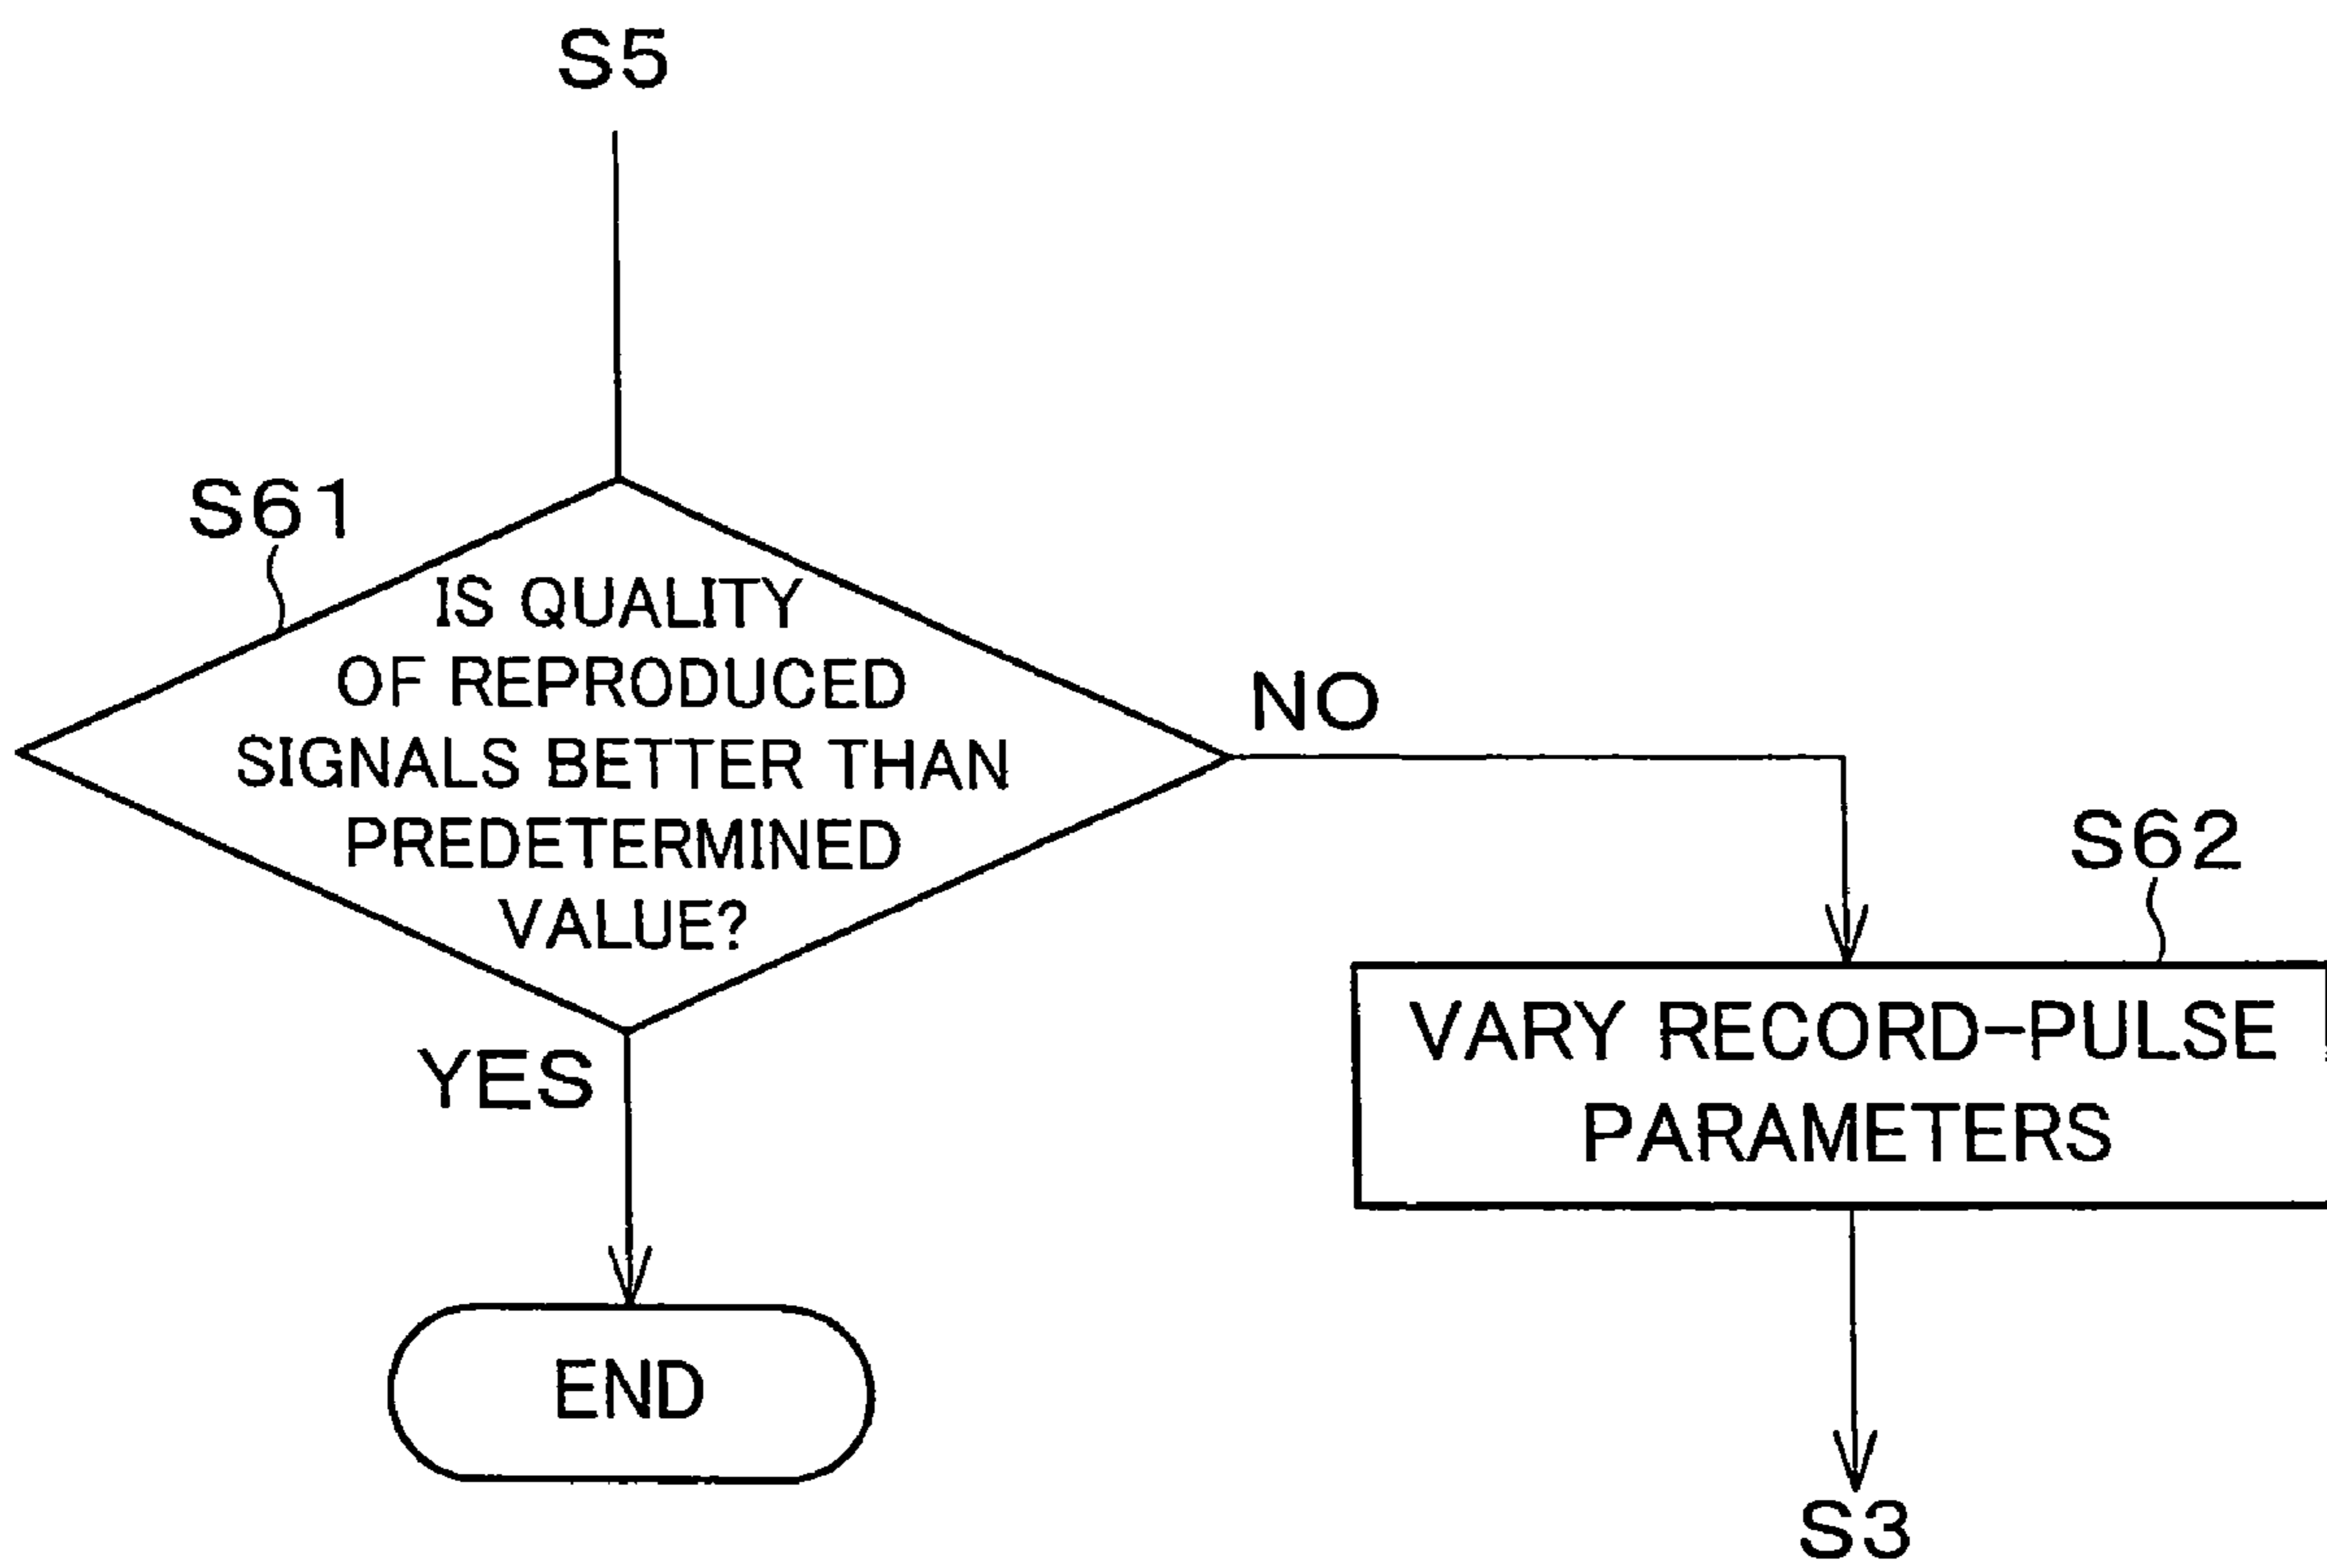 S5
S61
IS QUALITY
OF REPRODUCED
SIGNALS BETTER THAN
PREDETERMINED
VALUE?
NO
S62
VARY RECORD-PULSE
PARAMETERS
YES
END
S3